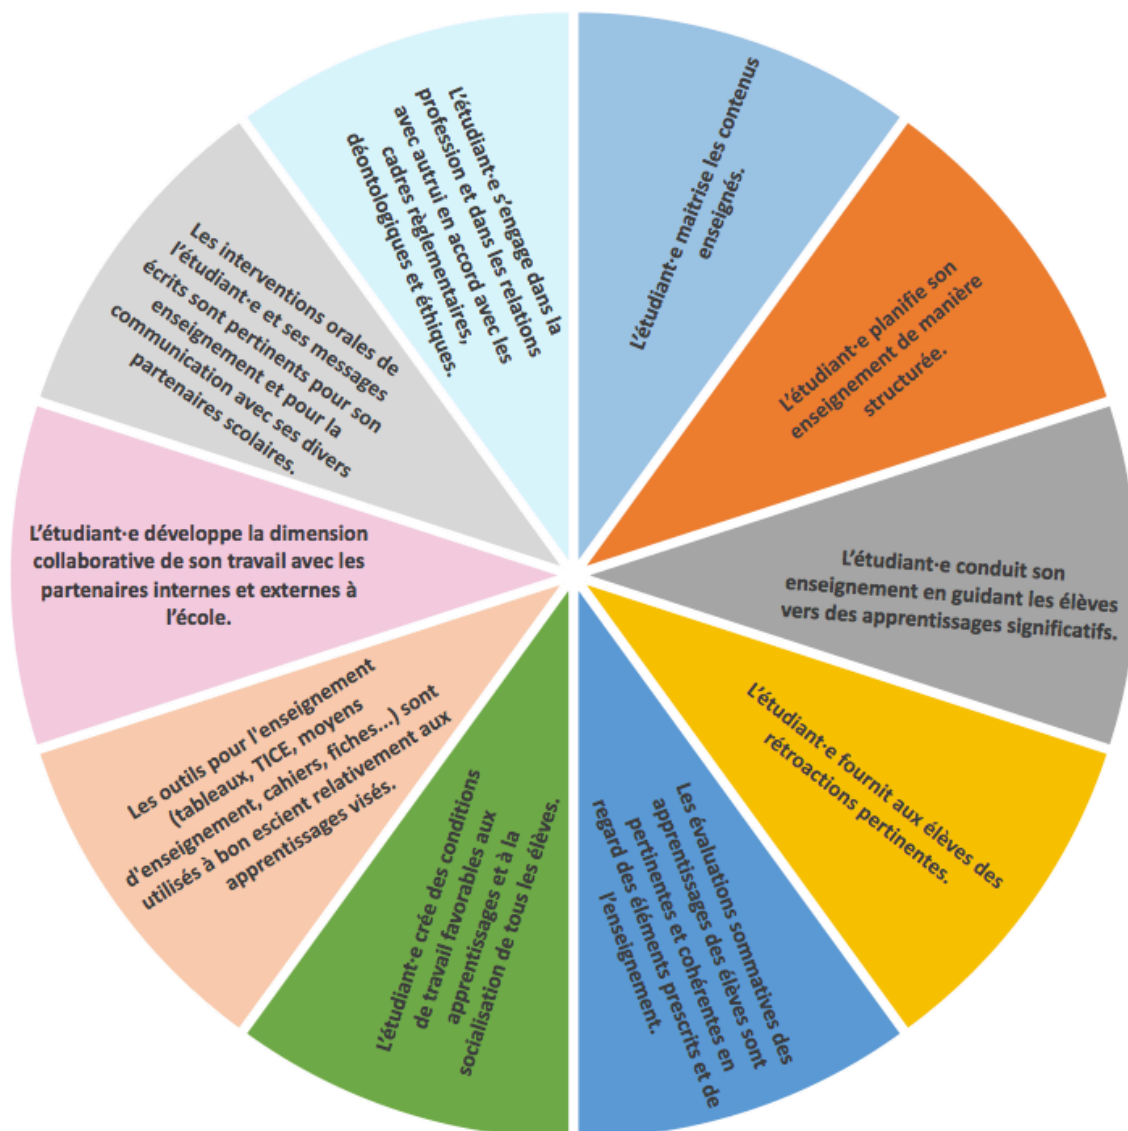 L'étudiant·e maitrise les contenus
enseignés.
L'étudiant·e planifie son
enseignement de manière
structurée.
L'étudiant·e conduit son
enseignement en guidant les élèves
vers des apprentissages significatifs.
L'étudiant·e fournit aux élèves des
rétroactions pertinentes.
Les évaluations sommatives des
apprentissages des élèves sont
pertinentes et cohérentes en
regard des éléments prescrits et de
l'enseignement.
L'étudiant·e crée des conditions
de travail favorables aux
apprentissages et à la
socialisation de tous les élèves.
Les outils pour l'enseignement
(tableaux, TICE, moyens
d'enseignement, cahiers, fiches...) sont
utilisés à bon escient relativement aux
apprentissages visés.
L'étudiant·e développe la dimension
collaborative de son travail avec les
partenaires internes et externes à
l'école.
Les interventions orales de
l'étudiant·e et ses messages
écrits sont pertinents pour son
enseignement et pour la
communication avec ses divers
partenaires scolaires.
L'étudiant·e s'engage dans la
profession et dans les relations
avec autrui en accord avec les
cadres règlementaires,
déontologiques et éthiques.